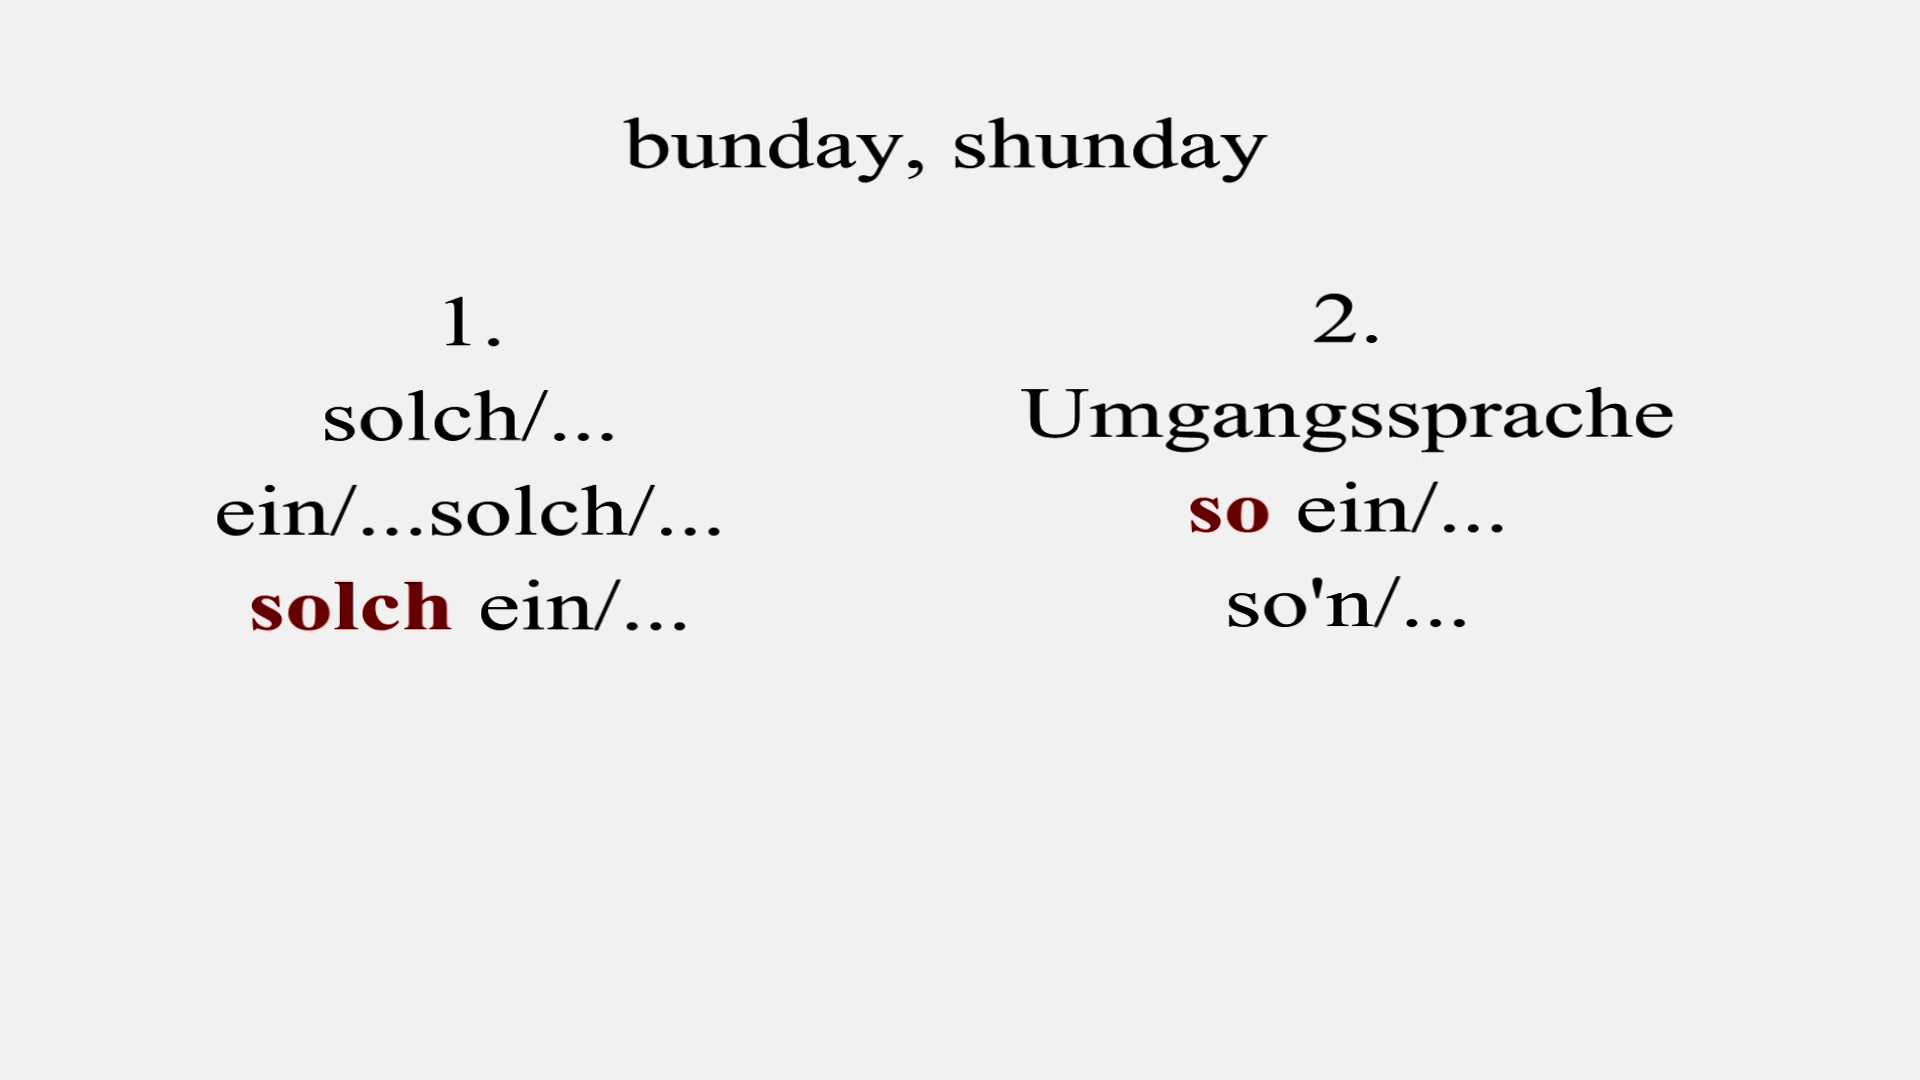 bunday, shunday
1.
solch/...
ein/...solch/...
solch ein/...
2.
Umgangssprache
so ein/...
so'n/...